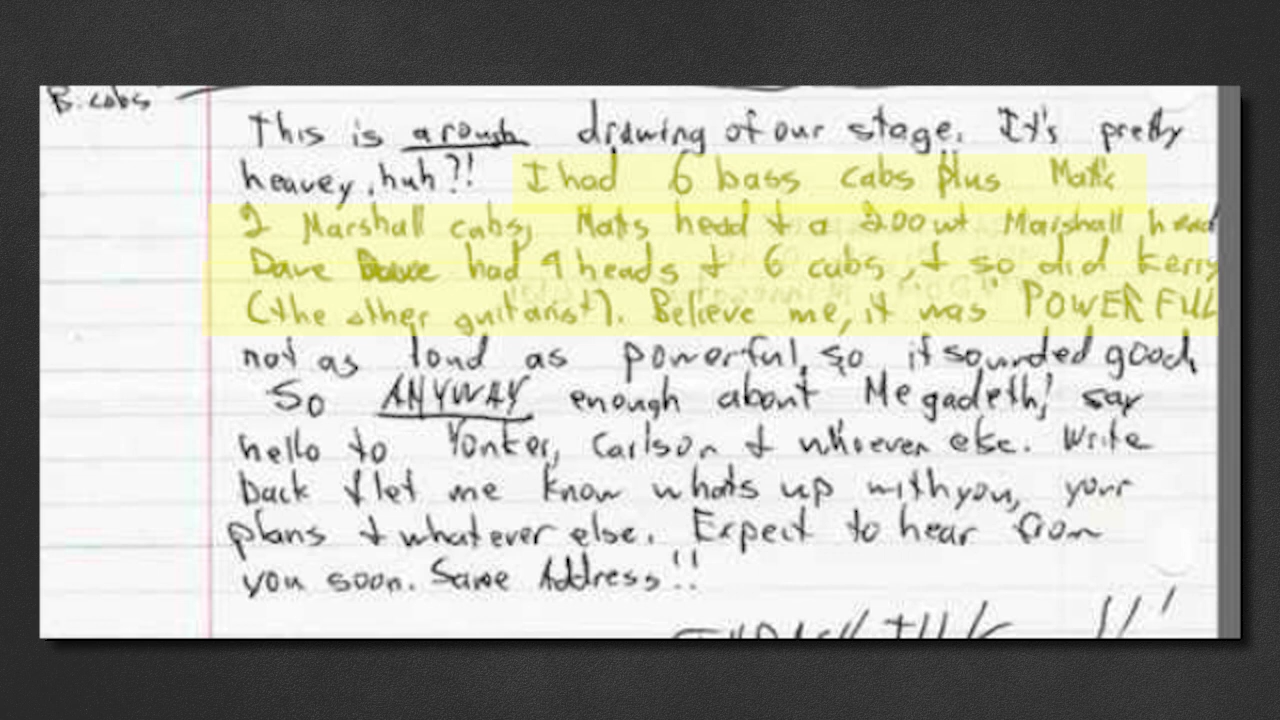 B. cabs
This is a rough drawing of our stage. It's pretty
heavey, huh?! I had 6 bass cabs plus Matt's
2 Marshall cabs, Matts head & a 200 wt Marshall head
Dave Dave had 4 heads & 6 cabs, & so did Kerry
(the other guitarist). Believe me, it was POWERFULL
not as loud as powerful, so it sounded good
So ANYWAY enough about Megadeth! say
hello to Yonker, Carlson & whoever else. Write
back & let me know whats up with you, your
plans & whatever else. Expect to hear from
you soon. Same Address!!